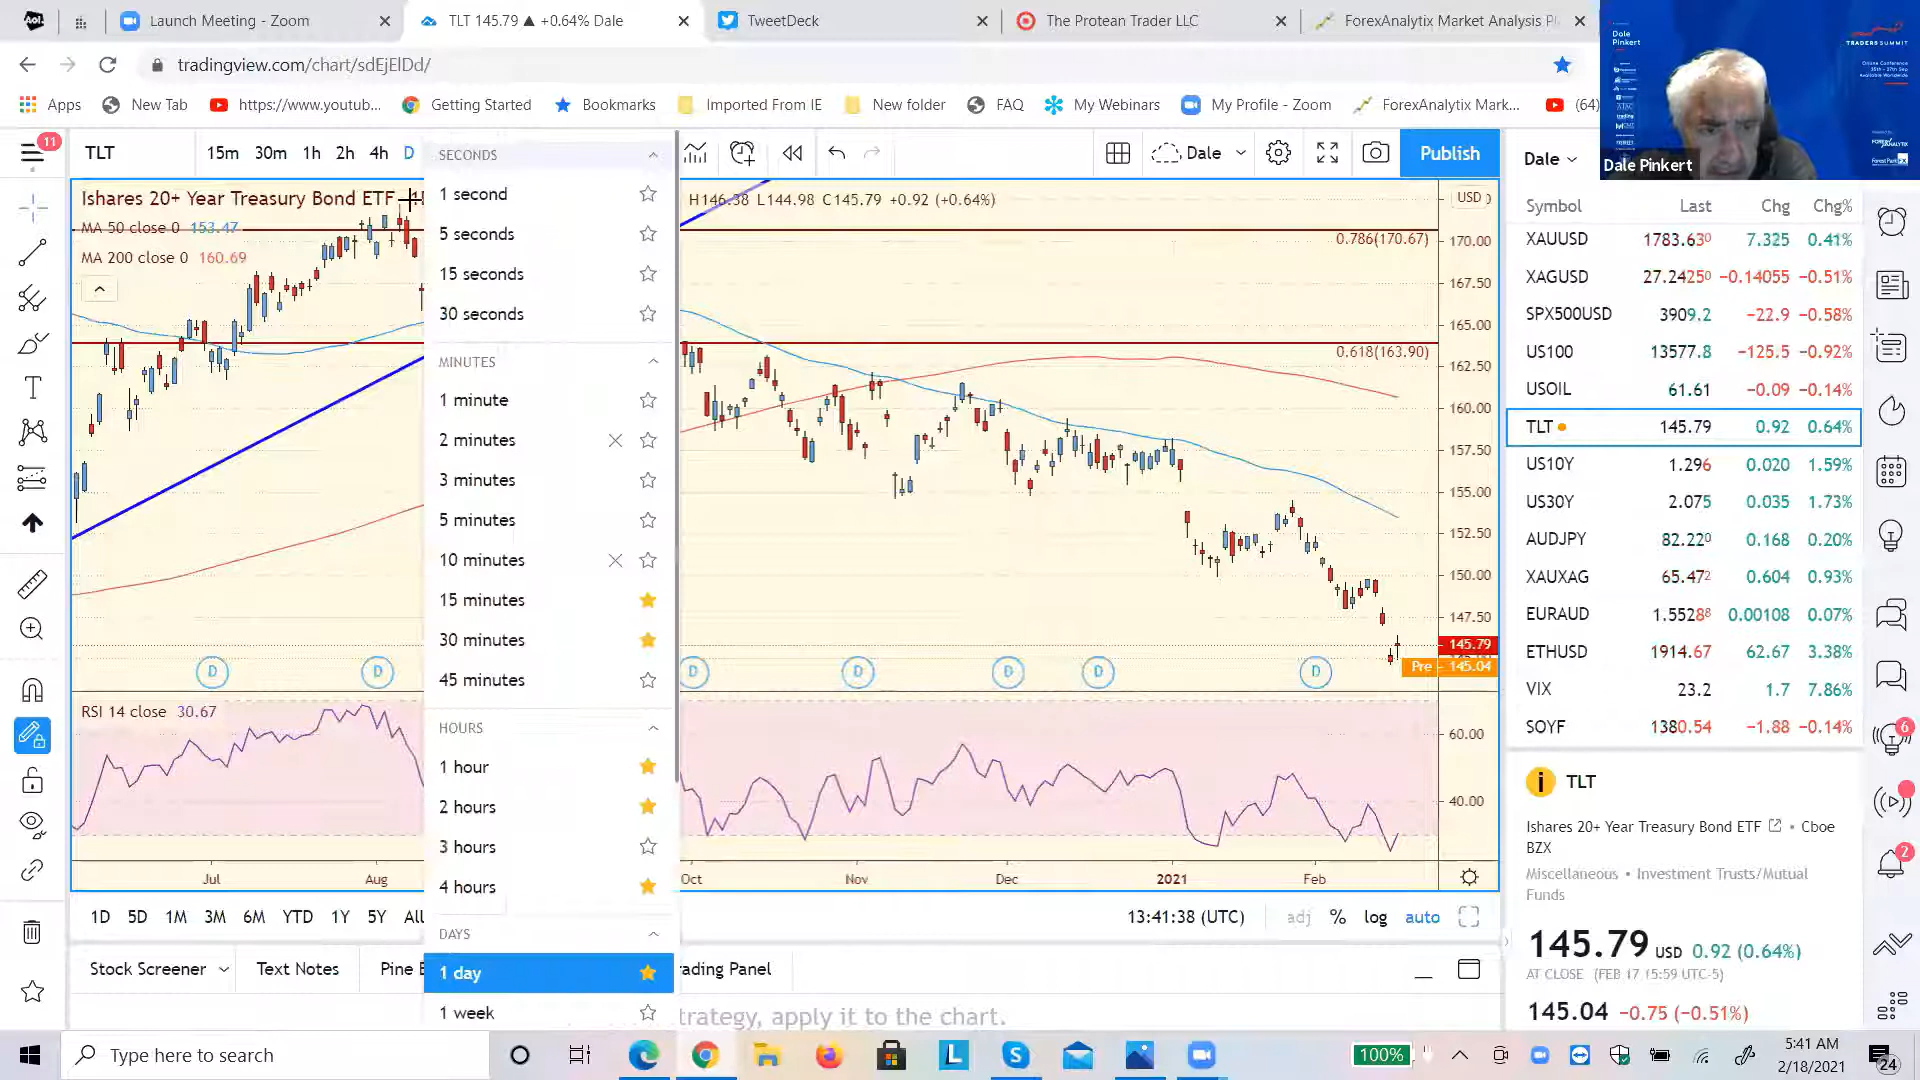 Launch Meeting - Zoom
TLT 145.79 ▲ +0.64% Dale
TweetDeck
The Protean Trader LLC
ForexAnalytix Market Analysis Pl
tradingview.com/chart/sdEjElDd/
Apps
New Tab
https://www.youtub...
Getting Started
Bookmarks
Imported From IE
New folder
FAQ
My Webinars
My Profile - Zoom
ForexAnalytix Mark...
(64)
Dale Pinkert
TRADERS SUMMIT
Dale Pinkert
11
TLT
15m 30m 1h 2h 4h D
Dale
Publish
Dale
Ishares 20+ Year Treasury Bond ETF
MA 50 close 0 153.47
MA 200 close 0 160.69
H146.38 L144.98 C145.79 +0.92 (+0.64%)
USD
0.786(170.67)
0.618(163.90)
170.00
167.50
165.00
162.50
160.00
157.50
155.00
152.50
150.00
147.50
145.79
Pre 145.04
D D D D D D D
RSI 14 close 30.67
60.00
40.00
Jul Aug Oct Nov Dec 2021 Feb
SECONDS
1 second
5 seconds
15 seconds
30 seconds
MINUTES
1 minute
2 minutes
3 minutes
5 minutes
10 minutes
15 minutes
30 minutes
45 minutes
HOURS
1 hour
2 hours
3 hours
4 hours
DAYS
1 day
1 week
1D 5D 1M 3M 6M YTD 1Y 5Y All
13:41:38 (UTC)
adj % log auto
Stock Screener
Text Notes
Pine E
rading Panel
trategy, apply it to the chart.
Symbol Last Chg Chg%
XAUUSD 1783.630 7.325 0.41%
XAGUSD 27.24250 −0.14055 −0.51%
SPX500USD 3909.2 −22.9 −0.58%
US100 13577.8 −125.5 −0.92%
USOIL 61.61 −0.09 −0.14%
TLT 145.79 0.92 0.64%
US10Y 1.296 0.020 1.59%
US30Y 2.075 0.035 1.73%
AUDJPY 82.220 0.168 0.20%
XAUXAG 65.472 0.604 0.93%
EURAUD 1.55288 0.00108 0.07%
ETHUSD 1914.67 62.67 3.38%
VIX 23.2 1.7 7.86%
SOYF 1380.54 −1.88 −0.14%
TLT
Ishares 20+ Year Treasury Bond ETF • Cboe
BZX
Miscellaneous • Investment Trusts/Mutual
Funds
145.79 USD 0.92 (0.64%)
AT CLOSE (FEB 17 15:59 UTC-5)
145.04 −0.75 (−0.51%)
6
2
Type here to search
100%
5:41 AM
2/18/2021
24